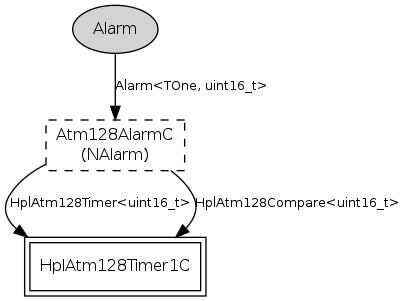 Alarm
Alarm<TOne, uint16_t>
Atm128AlarmC
(NAlarm)
HplAtm128Timer<uint16_t>
HplAtm128Compare<uint16_t>
HplAtm128Timer1C